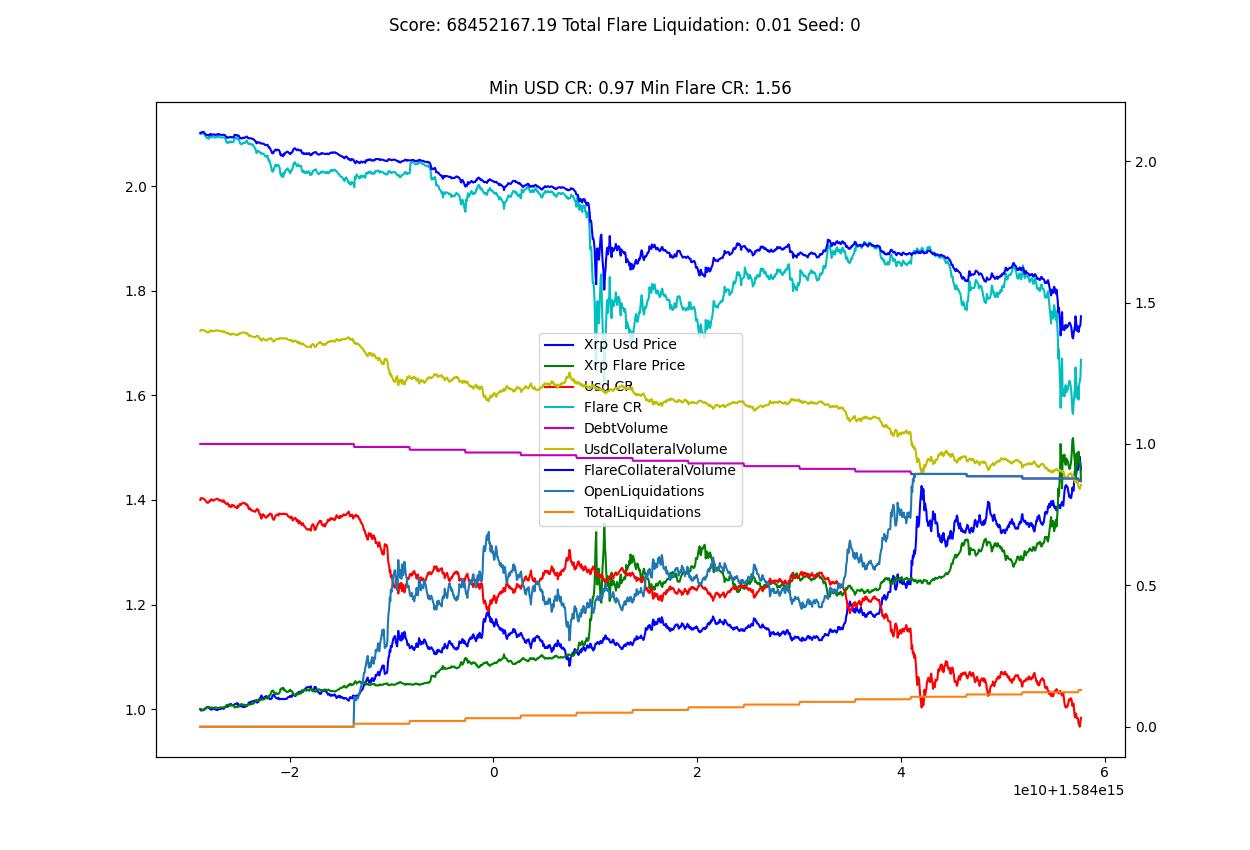 Score: 68452167.19 Total Flare Liquidation: 0.01 Seed: 0
Min USD CR: 0.97 Min Flare CR: 1.56
2.0
1.8
1.6
1.4
1.2
1.0
Xrp Usd Price
Xrp Flare Price
Usd CR
Flare CR
DebtVolume
UsdCollateralVolume
FlareCollateralVolume
OpenLiquidations
TotalLiquidations
2.0
1.5
1.0
0.5
0.0
−2 0 2 4 6
1e10+1.584e15